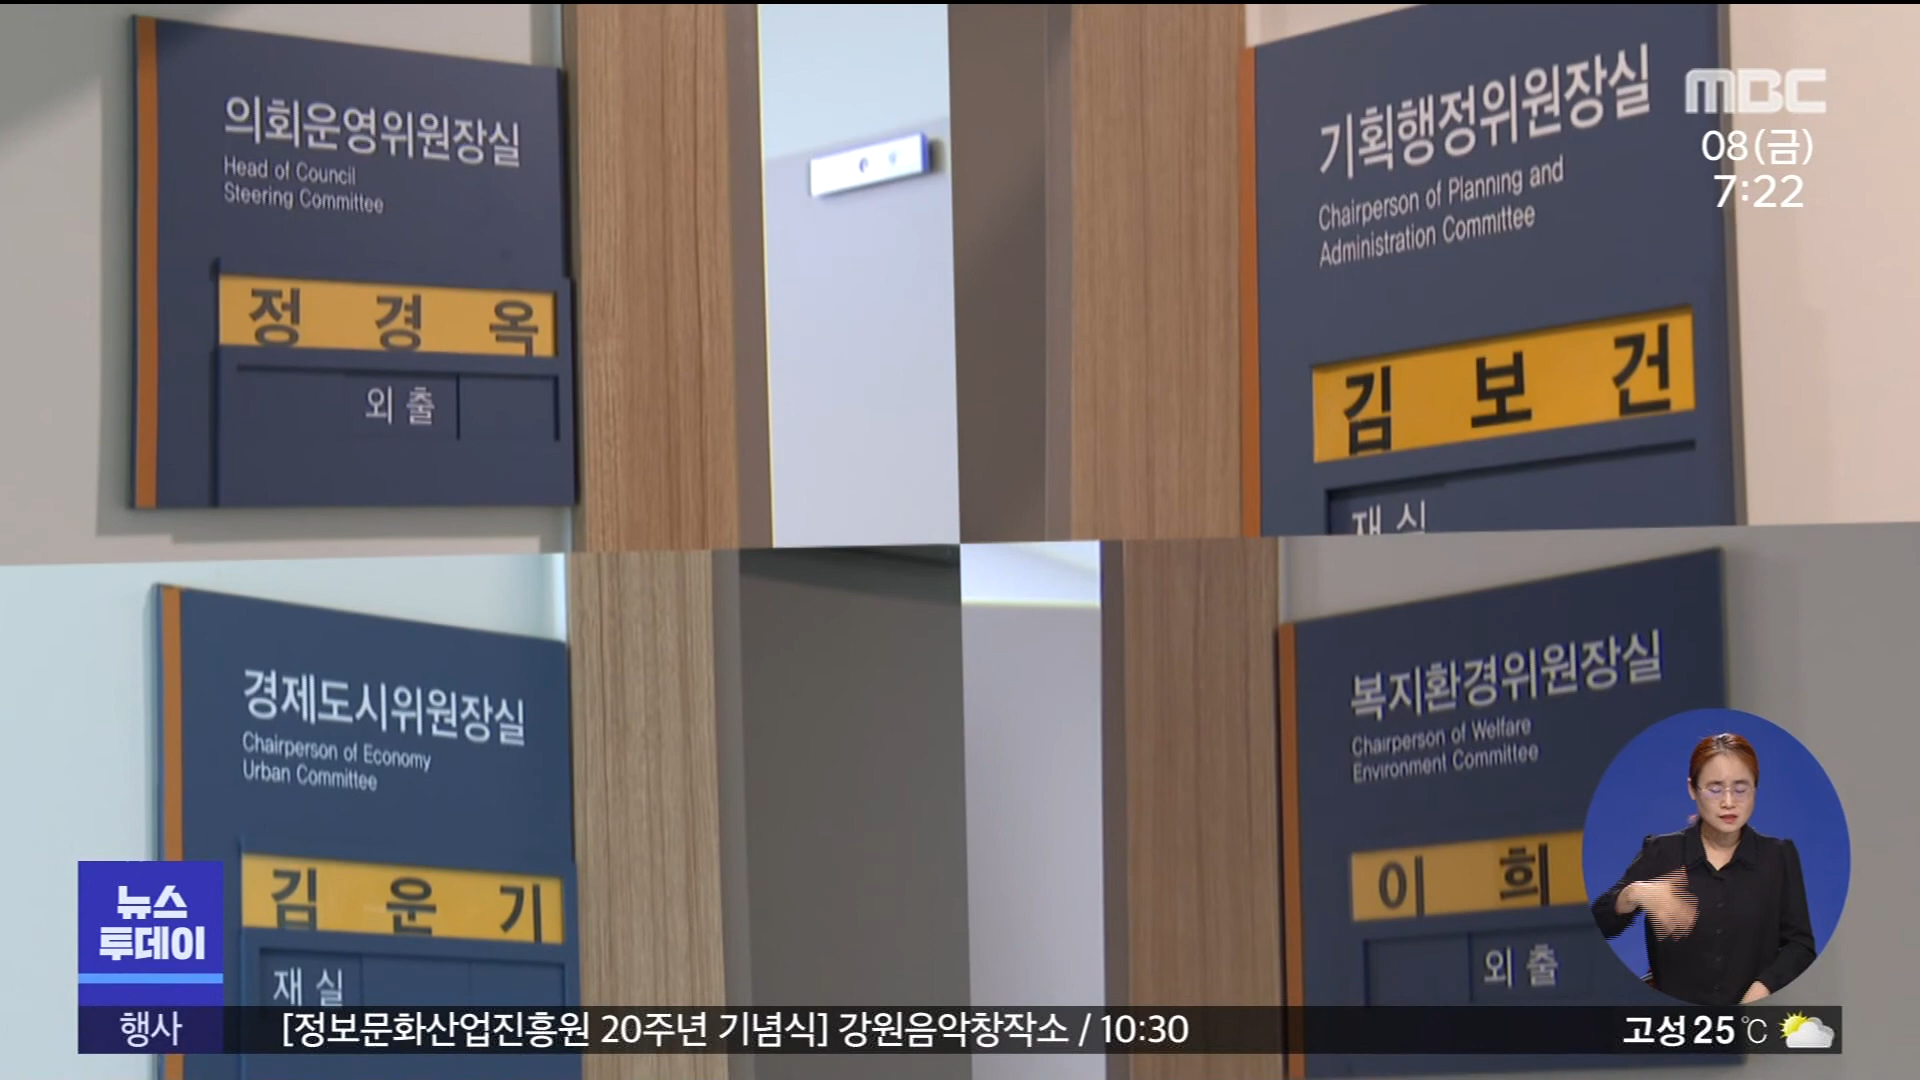 의회운영위원장실
Head of Council
Steering Committee
정 경 옥
외 출
기획행정위원장실
Chairperson of Planning and
Administration Committee
김 보 건
재 실
MBC
08(금)
7:22
경제도시위원장실
Chairperson of Economy
Urban Committee
김 운 기
재 실
복지환경위원장실
Chairperson of Welfare
Environment Committee
이 희
외 출
뉴스
투데이
행사
[정보문화산업진흥원 20주년 기념식] 강원음악창작소 / 10:30
고성 25℃